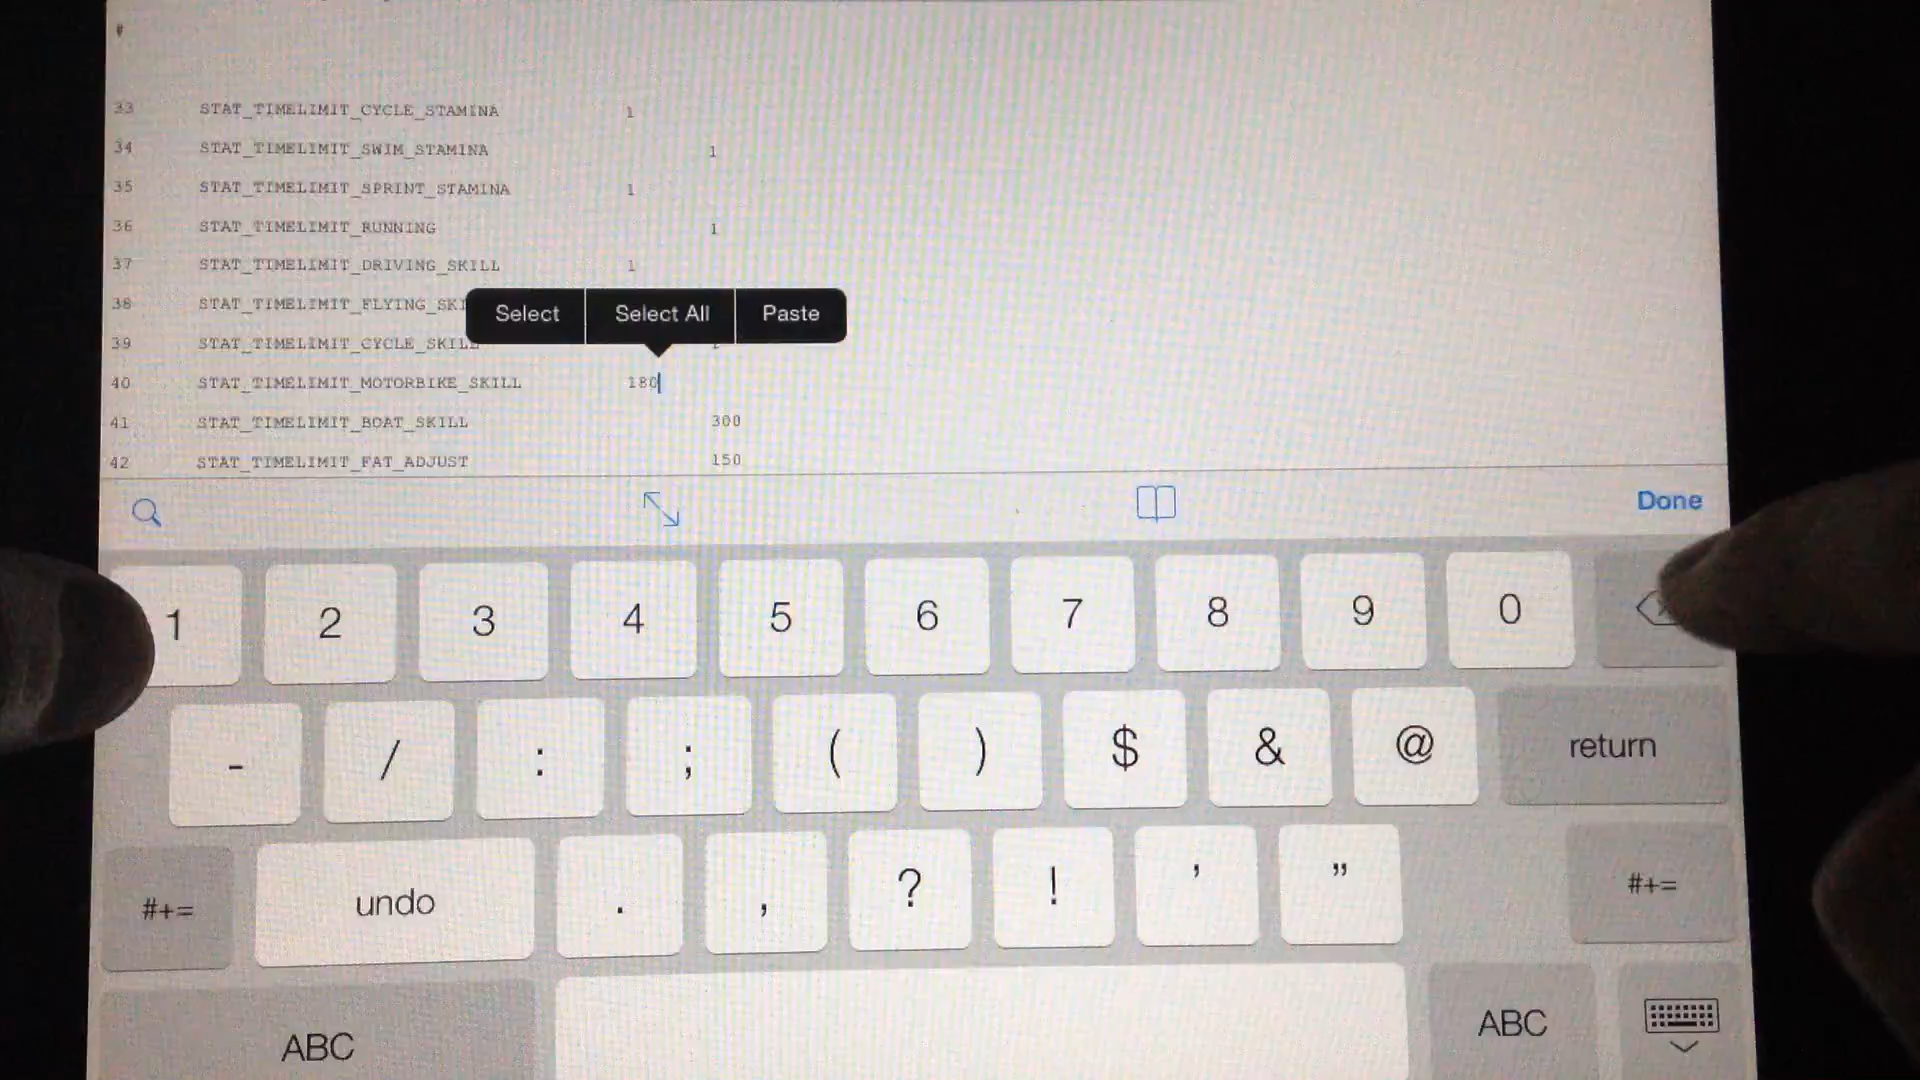 #
33 STAT_TIMELIMIT_CYCLE_STAMINA 1
34 STAT_TIMELIMIT_SWIM_STAMINA 1
35 STAT_TIMELIMIT_SPRINT_STAMINA 1
36 STAT_TIMELIMIT_RUNNING 1
37 STAT_TIMELIMIT_DRIVING_SKILL 1
38 STAT_TIMELIMIT_FLYING_SKI
Select Select All Paste
39 STAT_TIMELIMIT_CYCLE_SKILL
40 STAT_TIMELIMIT_MOTORBIKE_SKILL 180
41 STAT_TIMELIMIT_BOAT_SKILL 300
42 STAT_TIMELIMIT_FAT_ADJUST 150
Done
1 2 3 4 5 6 7 8 9 0
- / : ; ( ) $ & @ return
#+= undo . , ? ! ’ ” #+=
ABC ABC